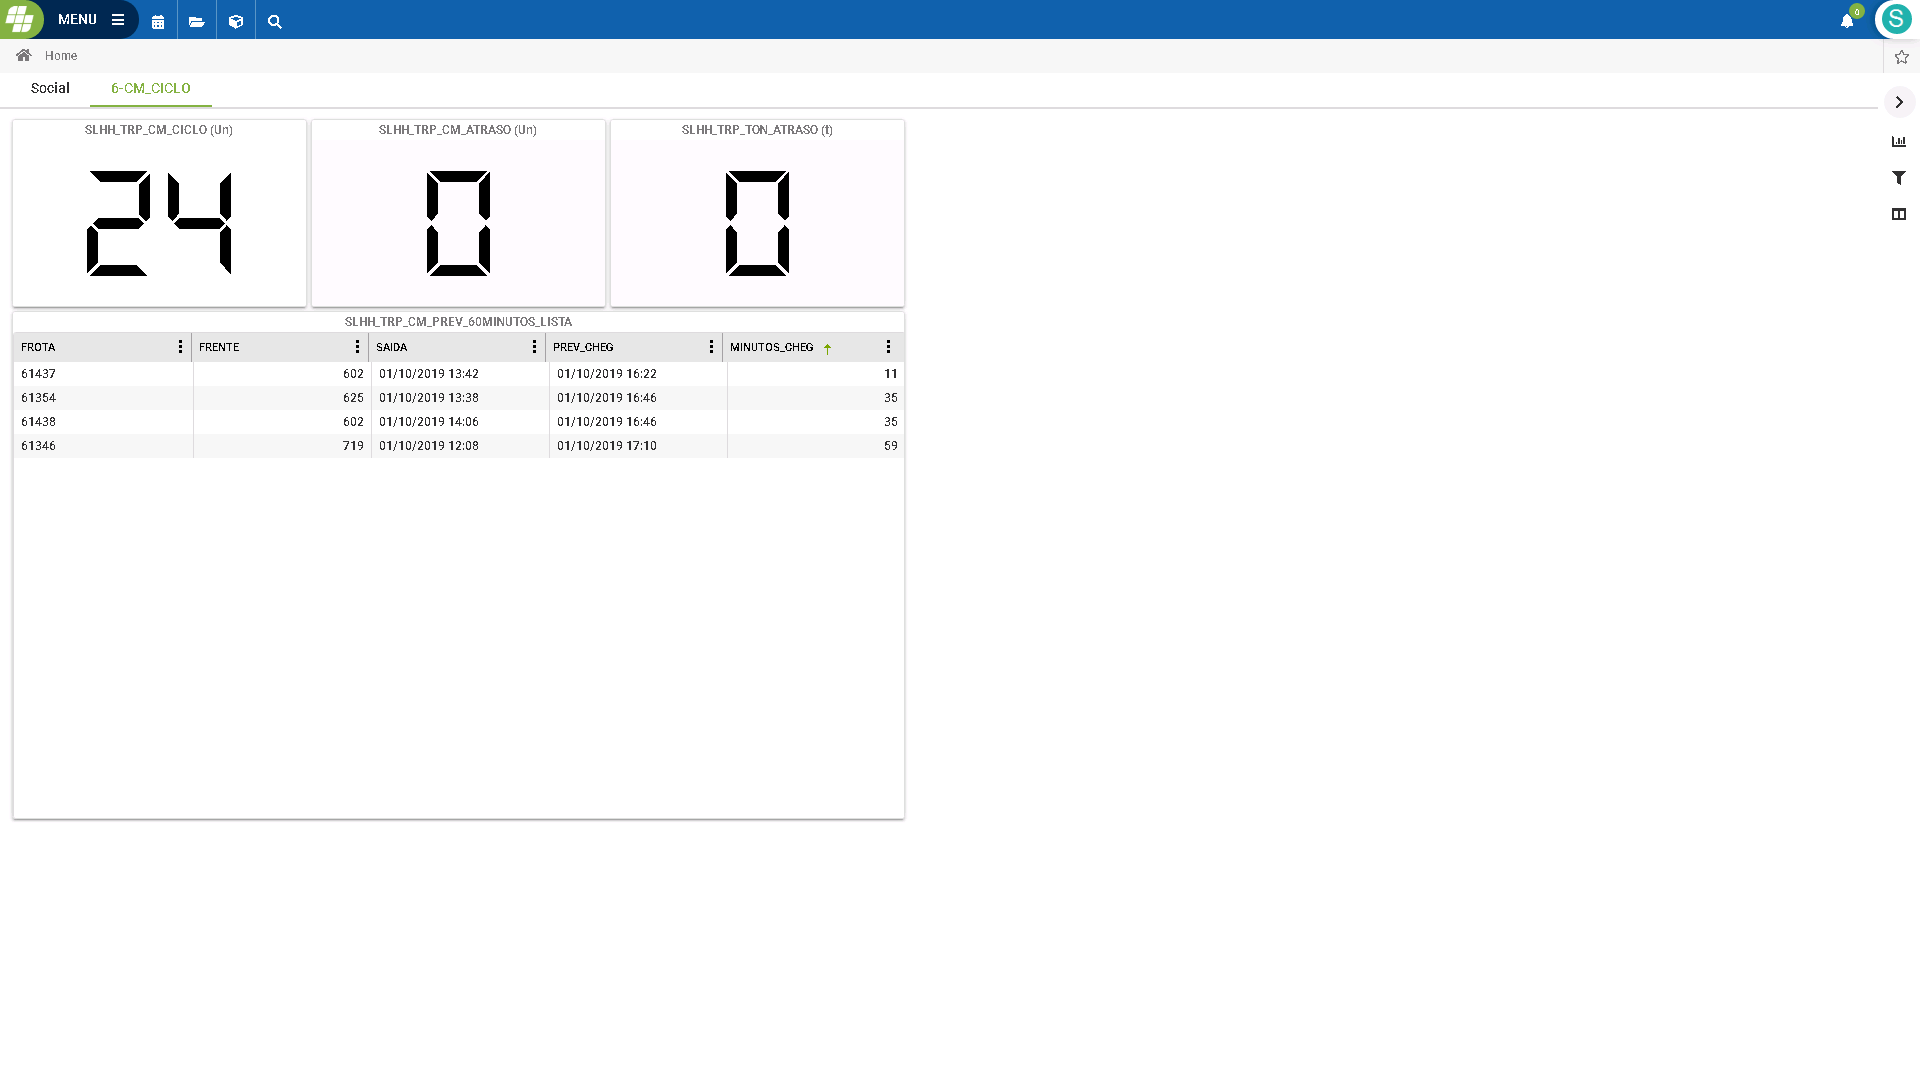 MENU
0
S
Home
Social 6-CM_CICLO
SLHH_TRP_CM_CICLO (Un) SLHH_TRP_CM_ATRASO (Un) SLHH_TRP_TON_ATRASO (t)
24 0 0
SLHH_TRP_CM_PREV_60MINUTOS_LISTA
FROTA FRENTE SAIDA PREV_CHEG MINUTOS_CHEG
61437 602 01/10/2019 13:42 01/10/2019 16:22 11
61354 625 01/10/2019 13:38 01/10/2019 16:46 35
61438 602 01/10/2019 14:06 01/10/2019 16:46 35
61346 719 01/10/2019 12:08 01/10/2019 17:10 59